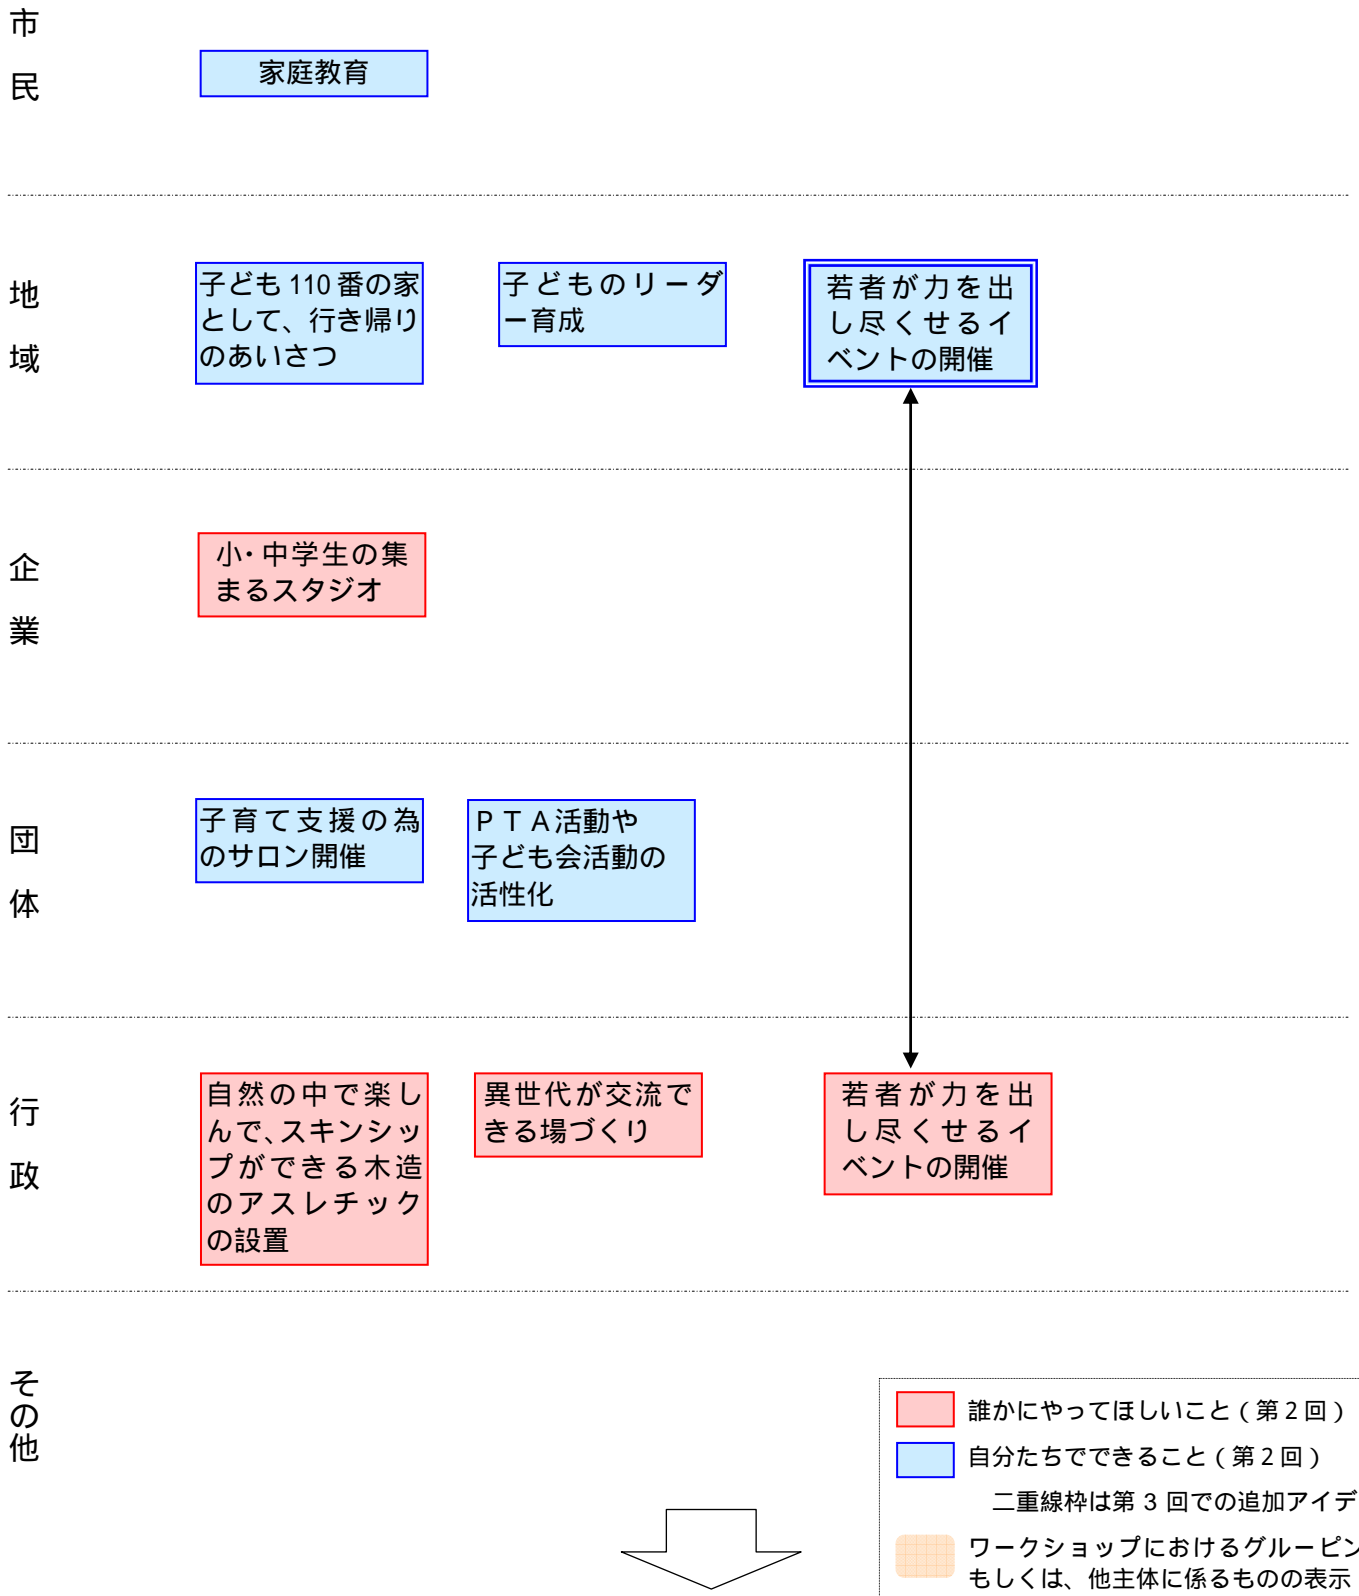 市民
家庭教育
地域
子ども 110 番の家
として、行き帰り
のあいさつ
子どものリーダ
ー育成
若者が力を出
し尽くせるイ
ベントの開催
企業
小・中学生の集
まるスタジオ
団体
子育て支援の為
のサロン開催
ＰＴＡ活動や
子ども会活動の
活性化
行政
自然の中で楽し
んで、スキンシッ
プができる木造
のアスレチック
の設置
異世代が交流で
きる場づくり
若者が力を出
し尽くせるイ
ベントの開催
その他
誰かにやってほしいこと（第２回）
自分たちでできること（第２回）
二重線枠は第 3 回での追加アイデ
ワークショップにおけるグルーピン
もしくは、他主体に係るものの表示